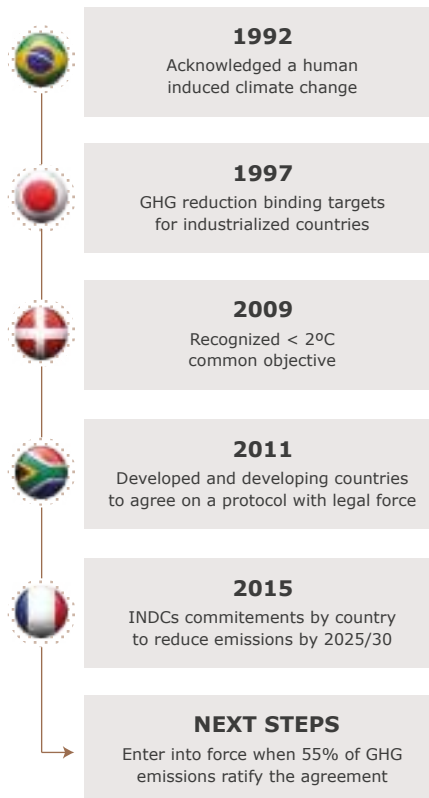 1992
Acknowledged a human
induced climate change
1997
GHG reduction binding targets
for industrialized countries
2009
Recognized < 2ºC
common objective
2011
Developed and developing countries
to agree on a protocol with legal force
2015
INDCs commitements by country
to reduce emissions by 2025/30
NEXT STEPS
Enter into force when 55% of GHG
emissions ratify the agreement